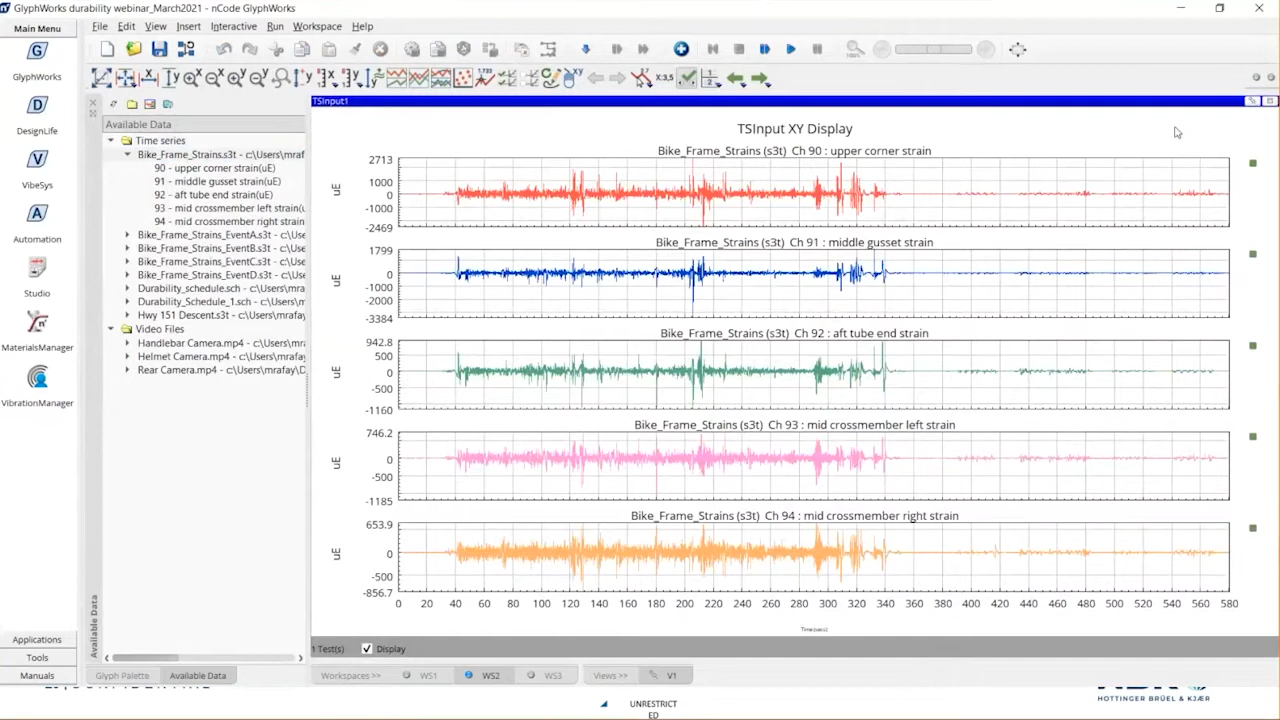 GlyphWorks durability webinar_March2021 - nCode GlyphWorks
Main Menu
File Edit View Insert Interactive Run Workspace Help
GlyphWorks
DesignLife
VibeSys
Automation
Studio
MaterialsManager
VibrationManager
Applications
Tools
Manuals
Available Data
Time series
Bike_Frame_Strains.s3t - c:\Users\mrafa
90 - upper corner strain(uE)
91 - middle gusset strain(uE)
92 - aft tube end strain(uE)
93 - mid crossmember left strain(u
94 - mid crossmember right strain
Bike_Frame_Strains_EventA.s3t - c:\Use
Bike_Frame_Strains_EventB.s3t - c:\Use
Bike_Frame_Strains_EventC.s3t - c:\Use
Bike_Frame_Strains_EventD.s3t - c:\Use
Durability_schedule.sch - c:\Users\mra
Durability_Schedule_1.sch - c:\Users\m
Hwy 151 Descent.s3t - c:\Users\mrafay
Video Files
Handlebar Camera.mp4 - c:\Users\mra
Helmet Camera.mp4 - c:\Users\mrafay
Rear Camera.mp4 - c:\Users\mrafay\D
Available Data
Glyph Palette Available Data
TSInput1
TSInput XY Display
Bike_Frame_Strains (s3t) Ch 90 : upper corner strain
2713
1000
0
-1000
-2469
uE
Bike_Frame_Strains (s3t) Ch 91 : middle gusset strain
1799
0
-1000
-2000
-3384
uE
Bike_Frame_Strains (s3t) Ch 92 : aft tube end strain
942.8
500
0
-500
-1160
uE
Bike_Frame_Strains (s3t) Ch 93 : mid crossmember left strain
746.2
0
-500
-1185
uE
Bike_Frame_Strains (s3t) Ch 94 : mid crossmember right strain
653.9
0
-500
-856.7
uE
0 20 40 60 80 100 120 140 160 180 200 220 240 260 280 300 320 340 360 380 400 420 440 460 480 500 520 540 560 580
Time(secs)
1 Test(s) Display
Workspaces >> WS1 WS2 WS3 Views >> V1
HOTTINGER BRÜEL & KJÆR
UNRESTRICT
ED